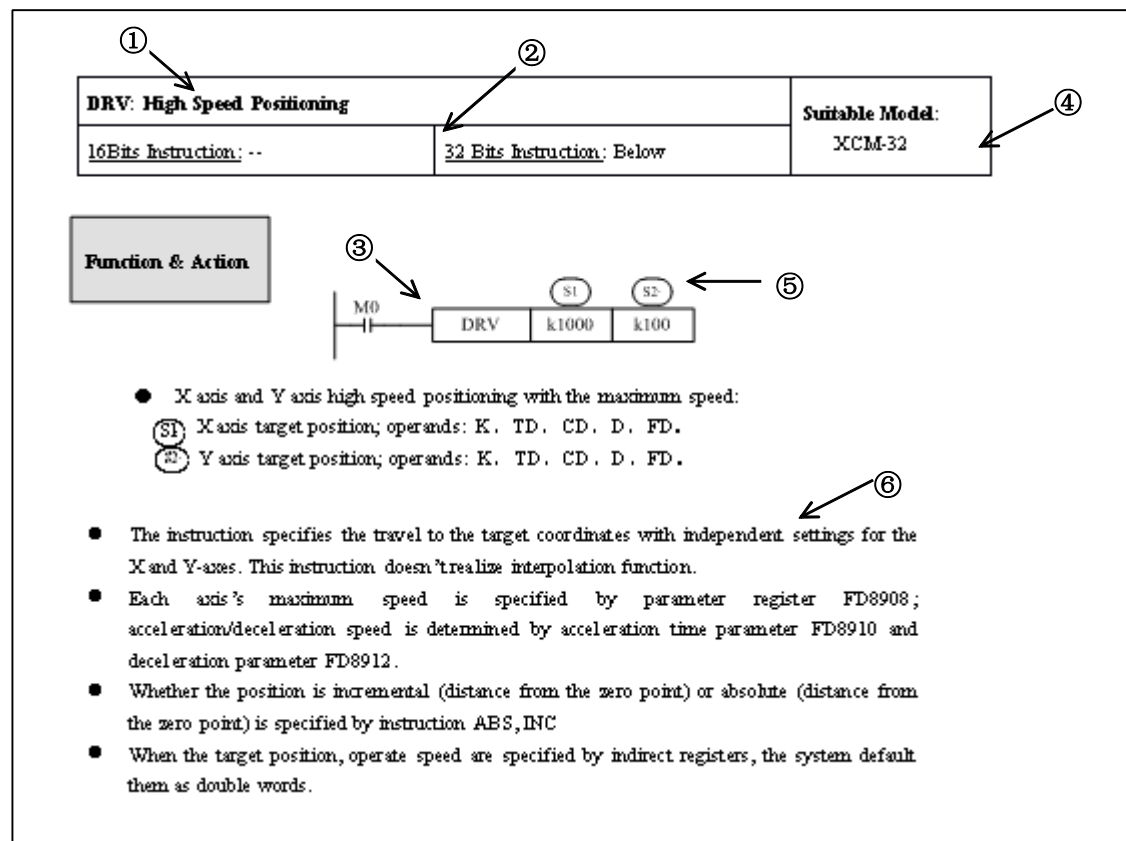 ①
②
DRV: High Speed Positioning
Suitable Model:
④
16Bits Instruction: --
32 Bits Instruction: Below
XCM-32
Function & Action
③
⑤
S1
S2·
M0
DRV
k1000
k100
● X axis and Y axis high speed positioning with the maximum speed:
S1· X axis target position; operands: K. TD. CD. D. FD.
S2· Y axis target position; operands: K. TD. CD. D. FD.
⑥
● The instruction specifies the travel to the target coordinates with independent settings for the
X and Y-axes. This instruction doesn't realize interpolation function.
● Each axis's maximum speed is specified by parameter register FD8908;
acceleration/deceleration speed is determined by acceleration time parameter FD8910 and
deceleration parameter FD8912.
● Whether the position is incremental (distance from the zero point) or absolute (distance from
the zero point) is specified by instruction ABS,INC
● When the target position, operate speed are specified by indirect registers, the system default
them as double words.